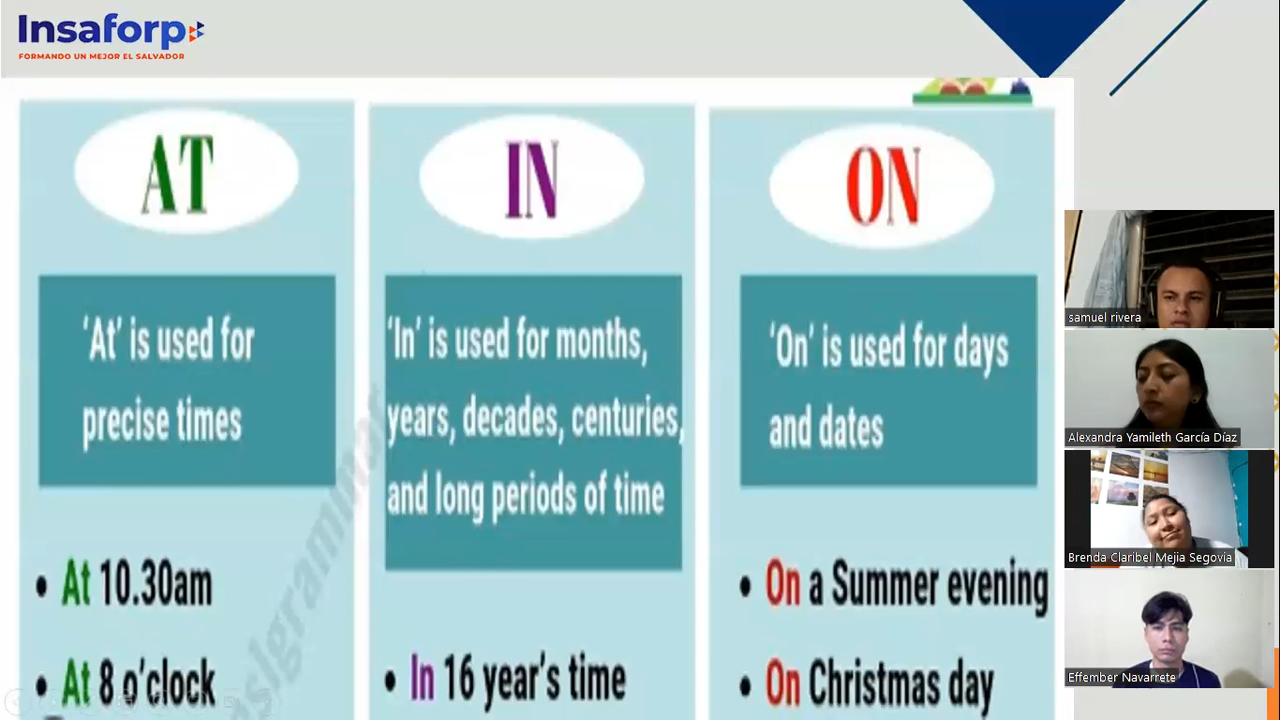 Insaforp
FORMANDO UN MEJOR EL SALVADOR
AT
'At' is used for
precise times
• At 10.30am
• At 8 o'clock
IN
'In' is used for months,
years, decades, centuries,
and long periods of time
• In 16 year's time
ON
'On' is used for days
and dates
• On a Summer evening
• On Christmas day
samuel rivera
Alexandra Yamileth García Díaz
Brenda Claribel Mejia Segovia
Effember Navarrete